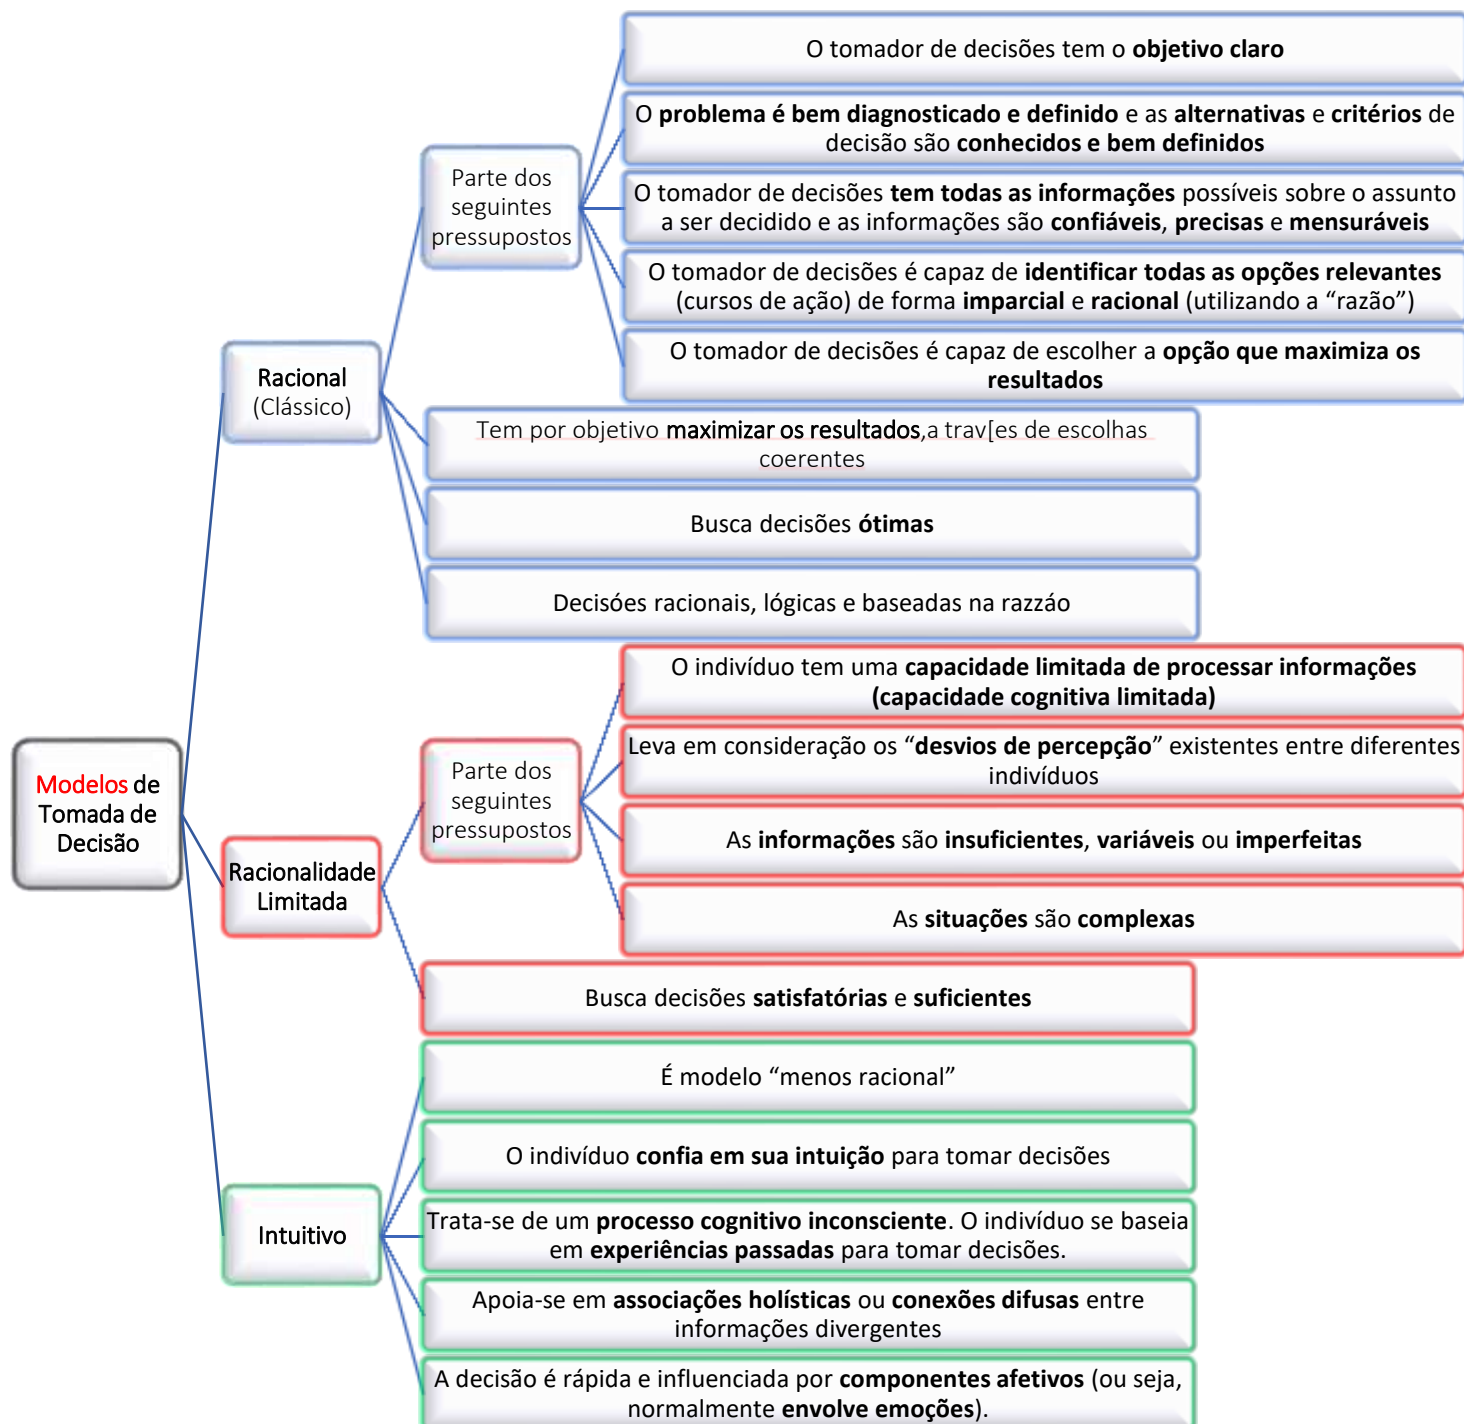 O tomador de decisões tem o objetivo claro
O problema é bem diagnosticado e definido e as alternativas e critérios de
decisão são conhecidos e bem definidos
Parte dos
seguintes
pressupostos
O tomador de decisões tem todas as informações possíveis sobre o assunto
a ser decidido e as informações são confiáveis, precisas e mensuráveis
O tomador de decisões é capaz de identificar todas as opções relevantes
(cursos de ação) de forma imparcial e racional (utilizando a “razão”)
O tomador de decisões é capaz de escolher a opção que maximiza os
resultados
Racional
(Clássico)
Tem por objetivo maximizar os resultados,a trav[es de escolhas
coerentes
Busca decisões ótimas
Decisóes racionais, lógicas e baseadas na razzáo
O indivíduo tem uma capacidade limitada de processar informações
(capacidade cognitiva limitada)
Leva em consideração os “desvios de percepção” existentes entre diferentes
indivíduos
Parte dos
seguintes
pressupostos
As informações são insuficientes, variáveis ou imperfeitas
As situações são complexas
Modelos de
Tomada de
Decisão
Racionalidade
Limitada
Busca decisões satisfatórias e suficientes
É modelo “menos racional”
O indivíduo confia em sua intuição para tomar decisões
Intuitivo
Trata-se de um processo cognitivo inconsciente. O indivíduo se baseia
em experiências passadas para tomar decisões.
Apoia-se em associações holísticas ou conexões difusas entre
informações divergentes
A decisão é rápida e influenciada por componentes afetivos (ou seja,
normalmente envolve emoções).